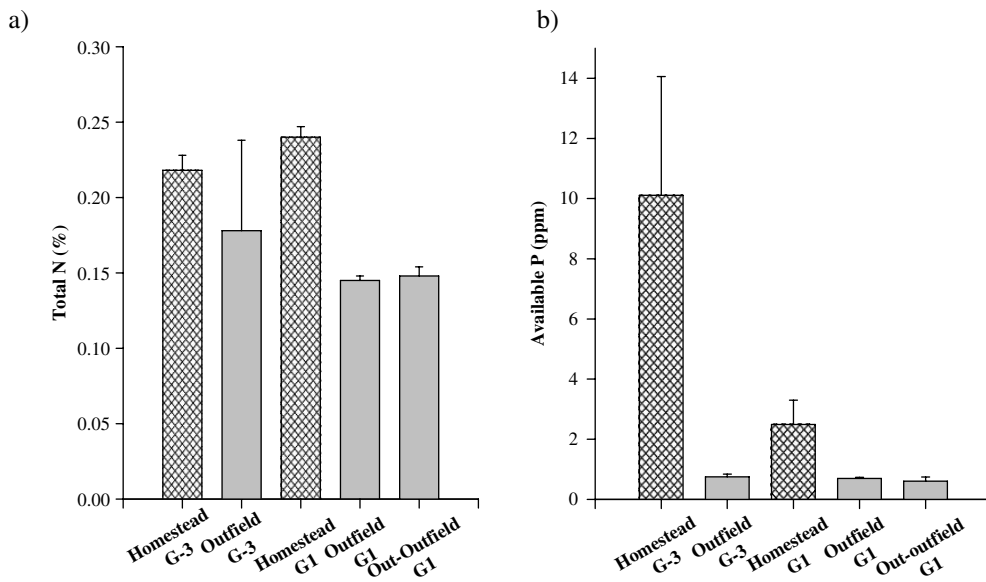 a)
0.30
0.25
0.20
0.15
0.10
0.05
0.00
Total N (%)
Homestead
G-3
Outfield
G-3
Homestead
G1
Outfield
G1
Out-Outfield
G1
b)
14
12
10
8
6
4
2
0
Available P (ppm)
Homestead
G-3
Outfield
G-3
Homestead
G1
Outfield
G1
Out-outfield
G1